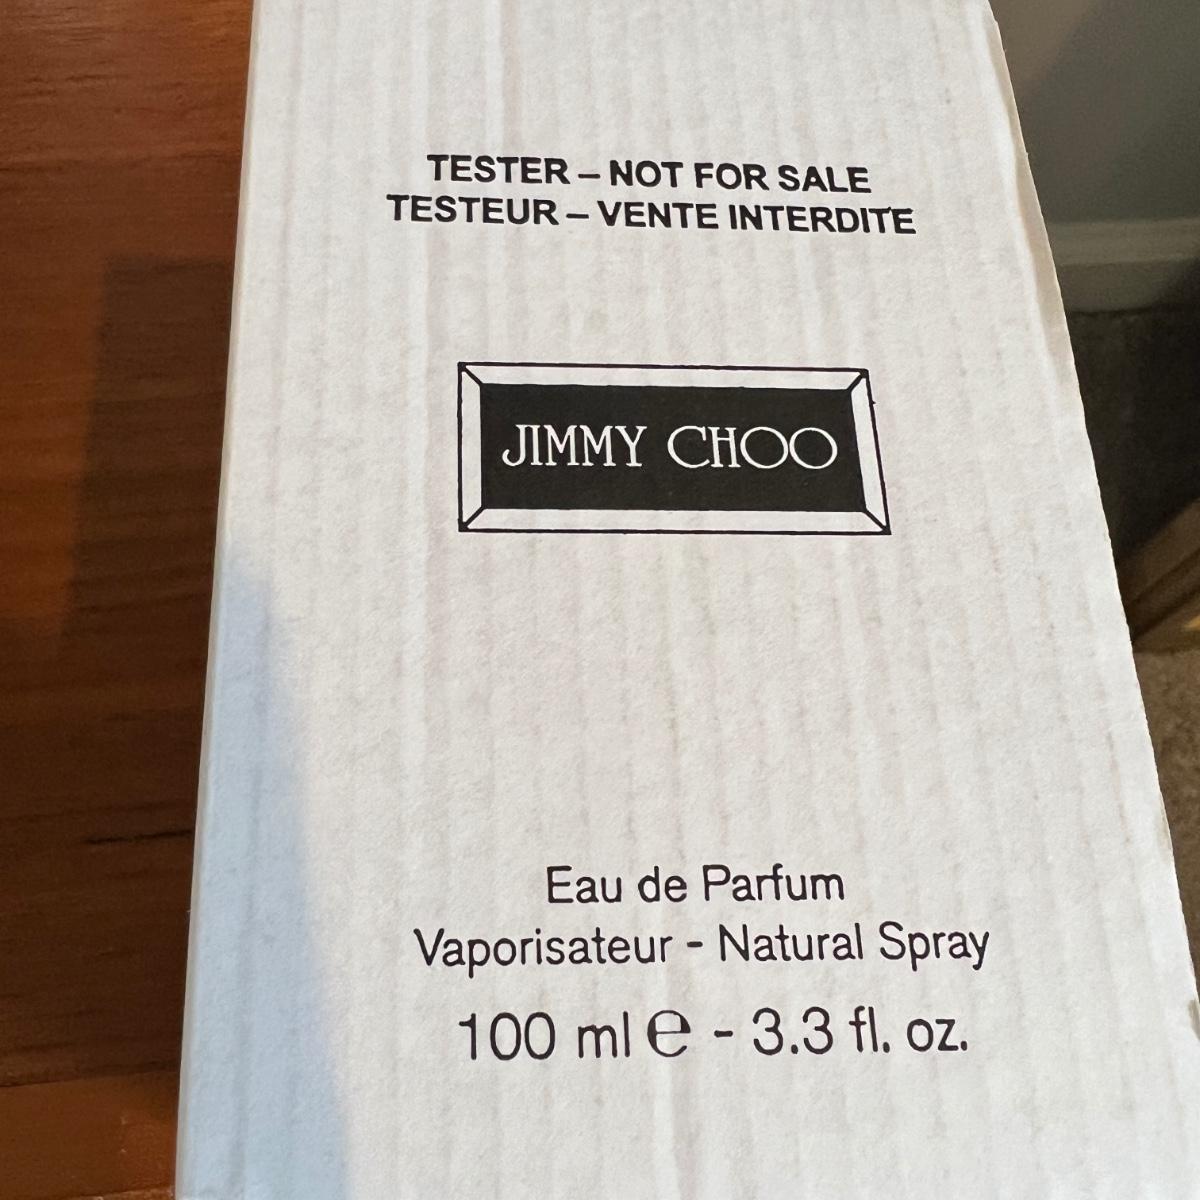 TESTER – NOT FOR SALE
TESTEUR – VENTE INTERDITE
JIMMY CHOO
Eau de Parfum
Vaporisateur - Natural Spray
100 ml ℮ - 3.3 fl. oz.